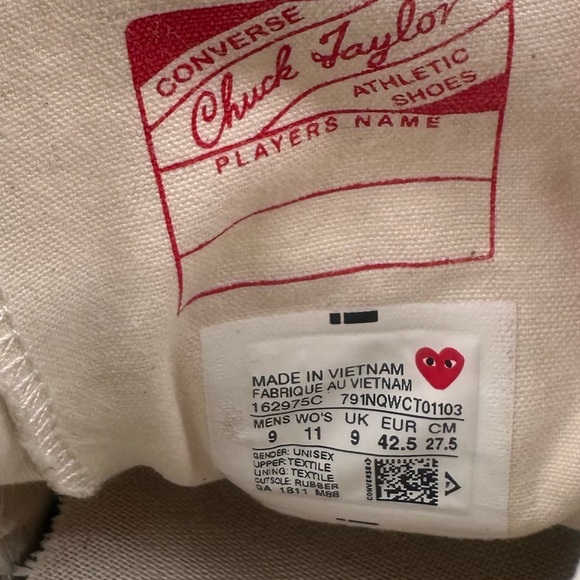 CONVERSE
Chuck Taylor
ATHLETIC
SHOES
PLAYERS NAME
MADE IN VIETNAM
FABRIQUE AU VIETNAM
162975C 791NQWCT01103
MENS WO'S UK EUR CM
9 11 9 42.5 27.5
GENDER: UNISEX
UPPER: TEXTILE
LINING: TEXTILE
OUTSOLE: RUBBER
9A 1811 M88
CONVERSE